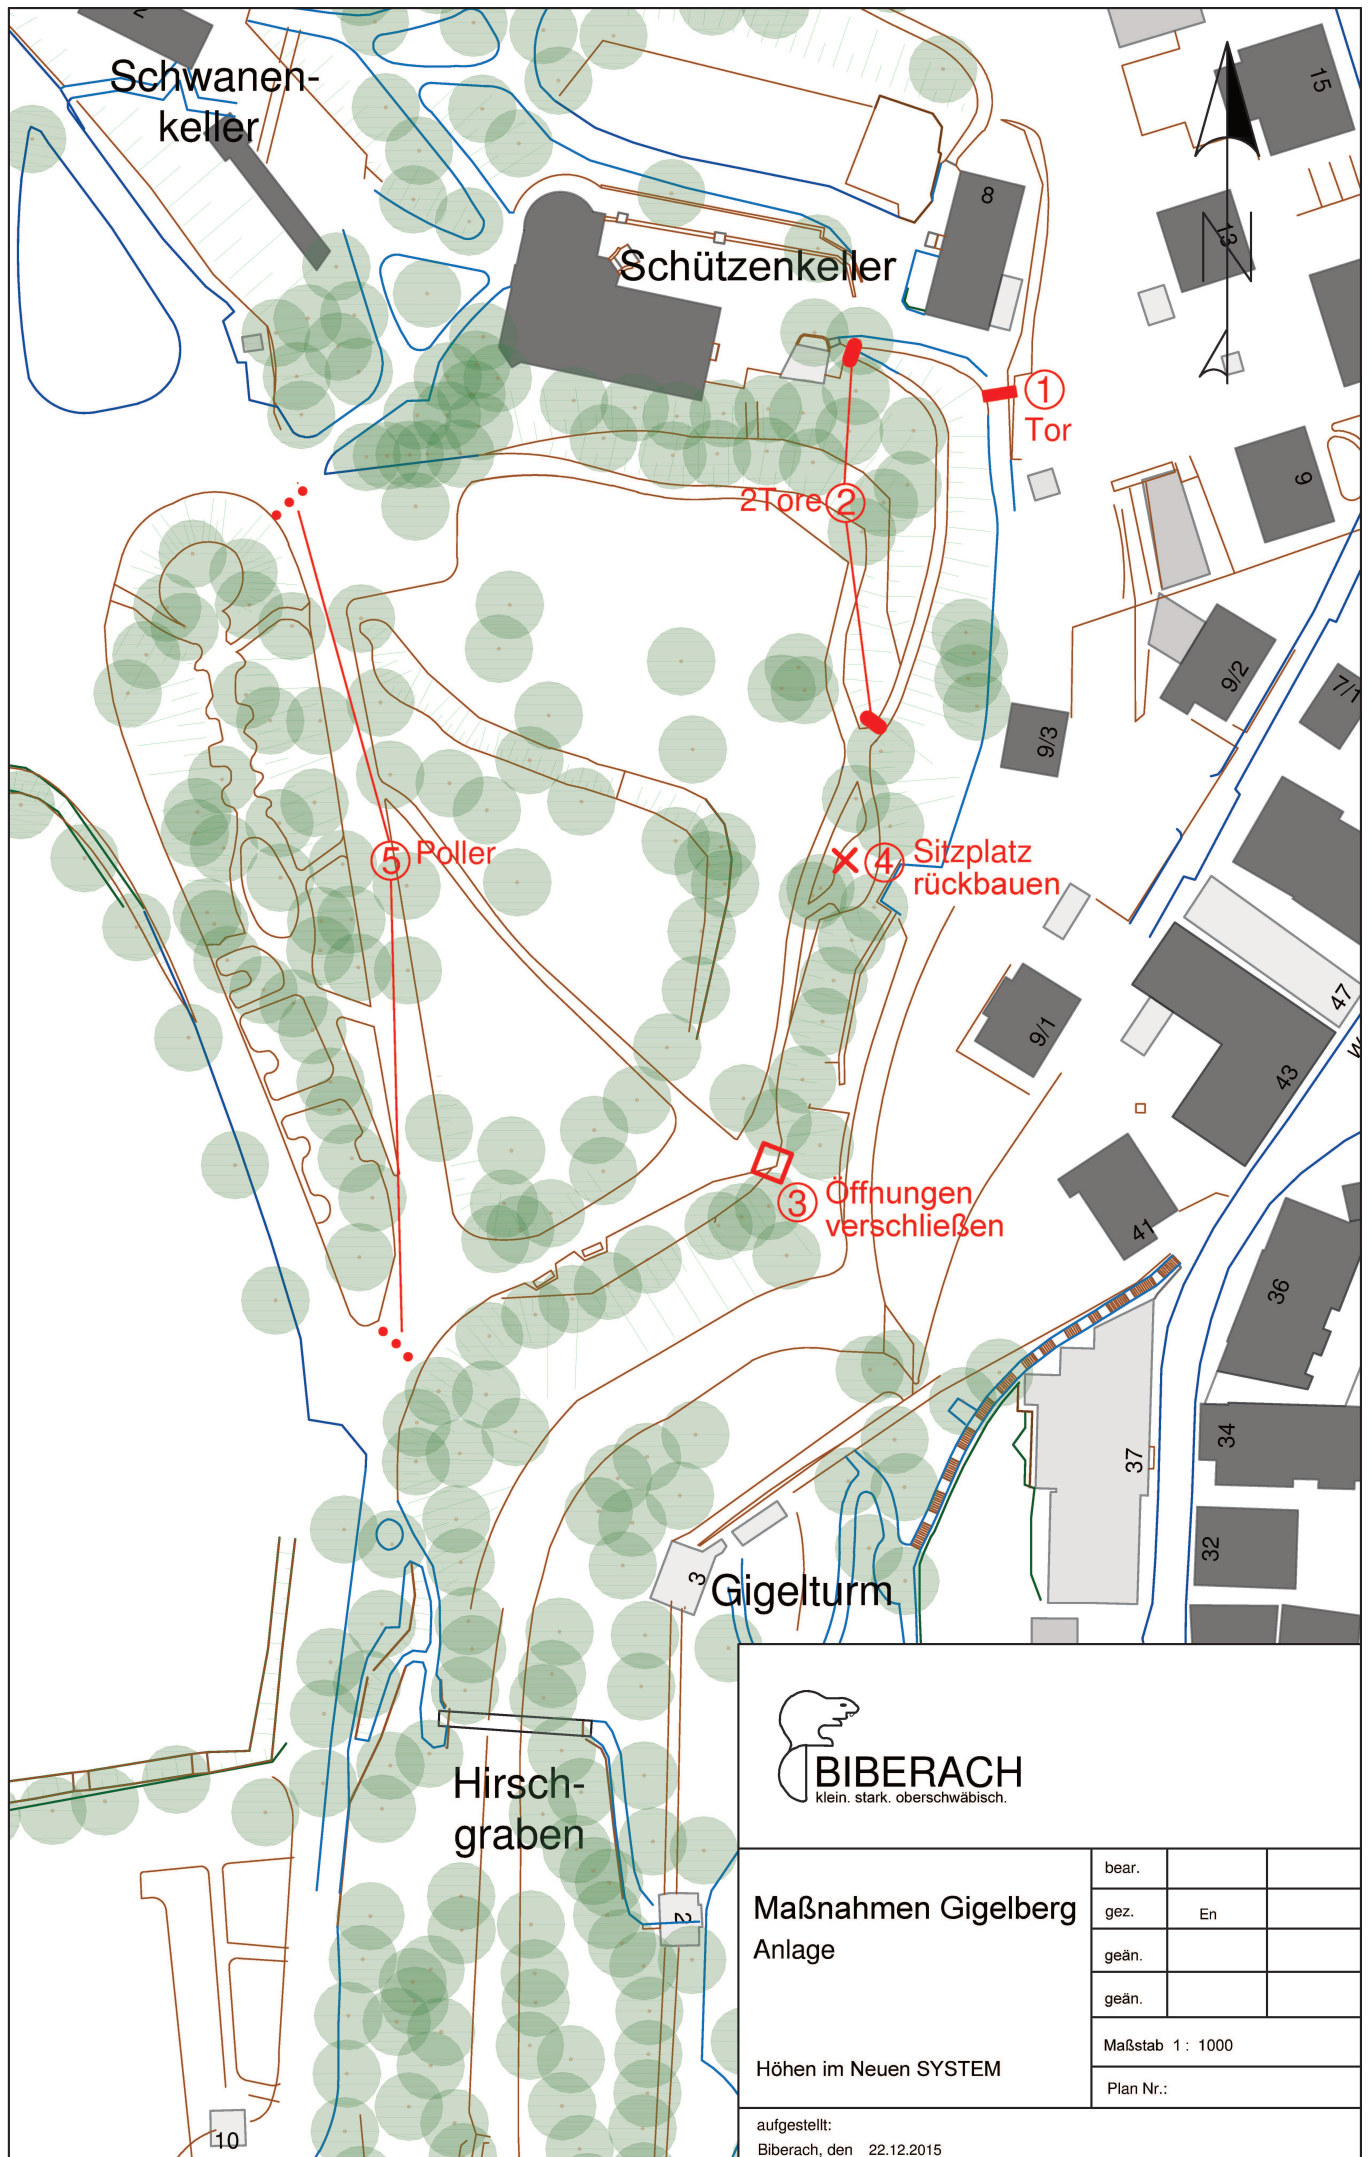 Schwanen-
keller
15
8
13
N
Schützenkeller
1
Tor
9
2Tore 2
9/2
7/1
9/3
5 Poller
4 Sitzplatz
rückbauen
47
9/1
43
3 Öffnungen
verschließen
41
36
34
37
32
3
Gigelturm
Hirsch-
graben
2
10
BIBERACH
klein. stark. oberschwäbisch.
Maßnahmen Gigelberg
Anlage
Höhen im Neuen SYSTEM
bear.
gez. En
geän.
geän.
Maßstab 1 : 1000
Plan Nr.:
aufgestellt:
Biberach, den 22.12.2015